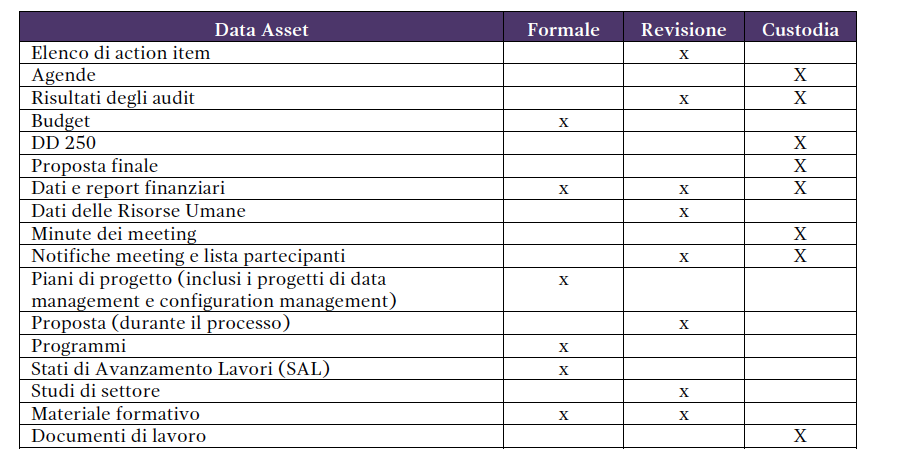 Data Asset Formale Revisione Custodia
Elenco di action item x
Agende X
Risultati degli audit x X
Budget x
DD 250 X
Proposta finale X
Dati e report finanziari x x X
Dati delle Risorse Umane x
Minute dei meeting X
Notifiche meeting e lista partecipanti x X
Piani di progetto (inclusi i progetti di data x
management e configuration management)
Proposta (durante il processo) x
Programmi x
Stati di Avanzamento Lavori (SAL) x
Studi di settore x
Materiale formativo x x
Documenti di lavoro X